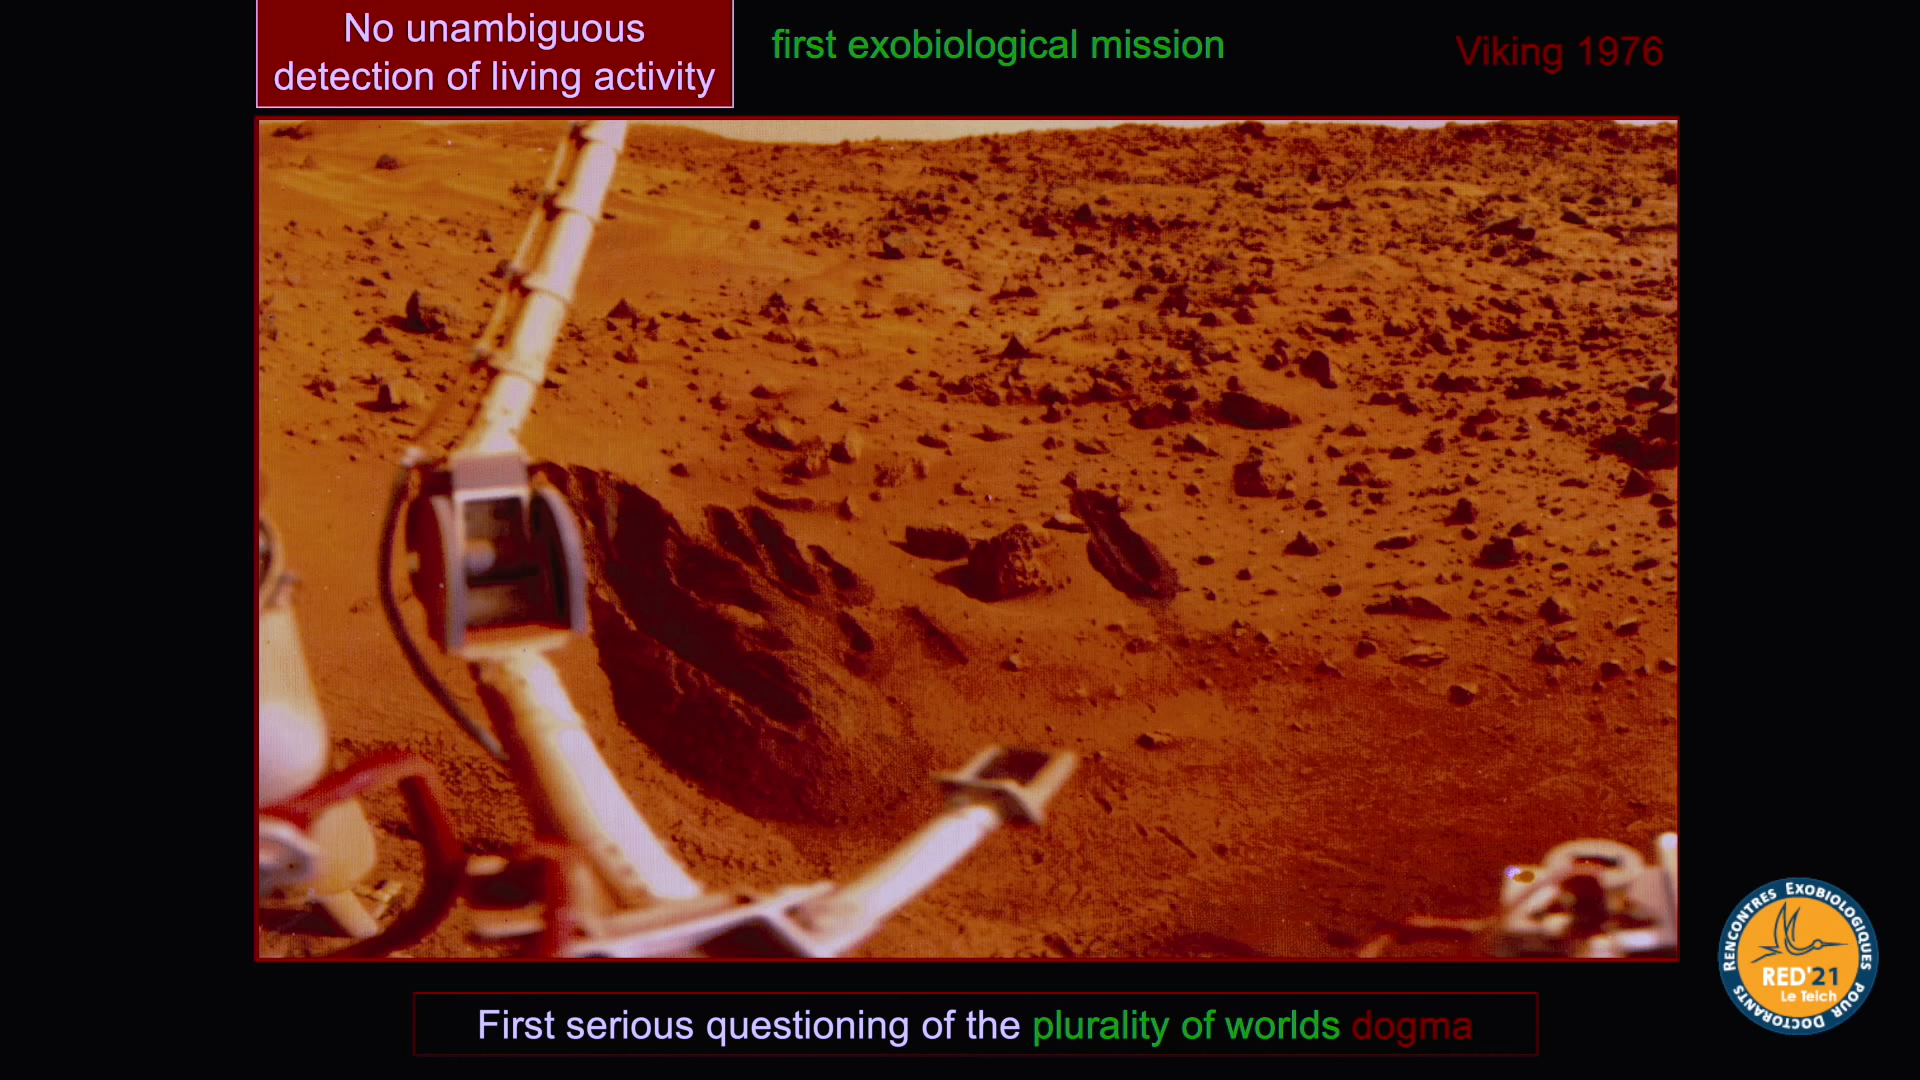 No unambiguous
detection of living activity
first exobiological mission
Viking 1976
First serious questioning of the plurality of worlds dogma
RENCONTRES EXOBIOLOGIQUES POUR DOCTORANTS
RED'21
Le Teich